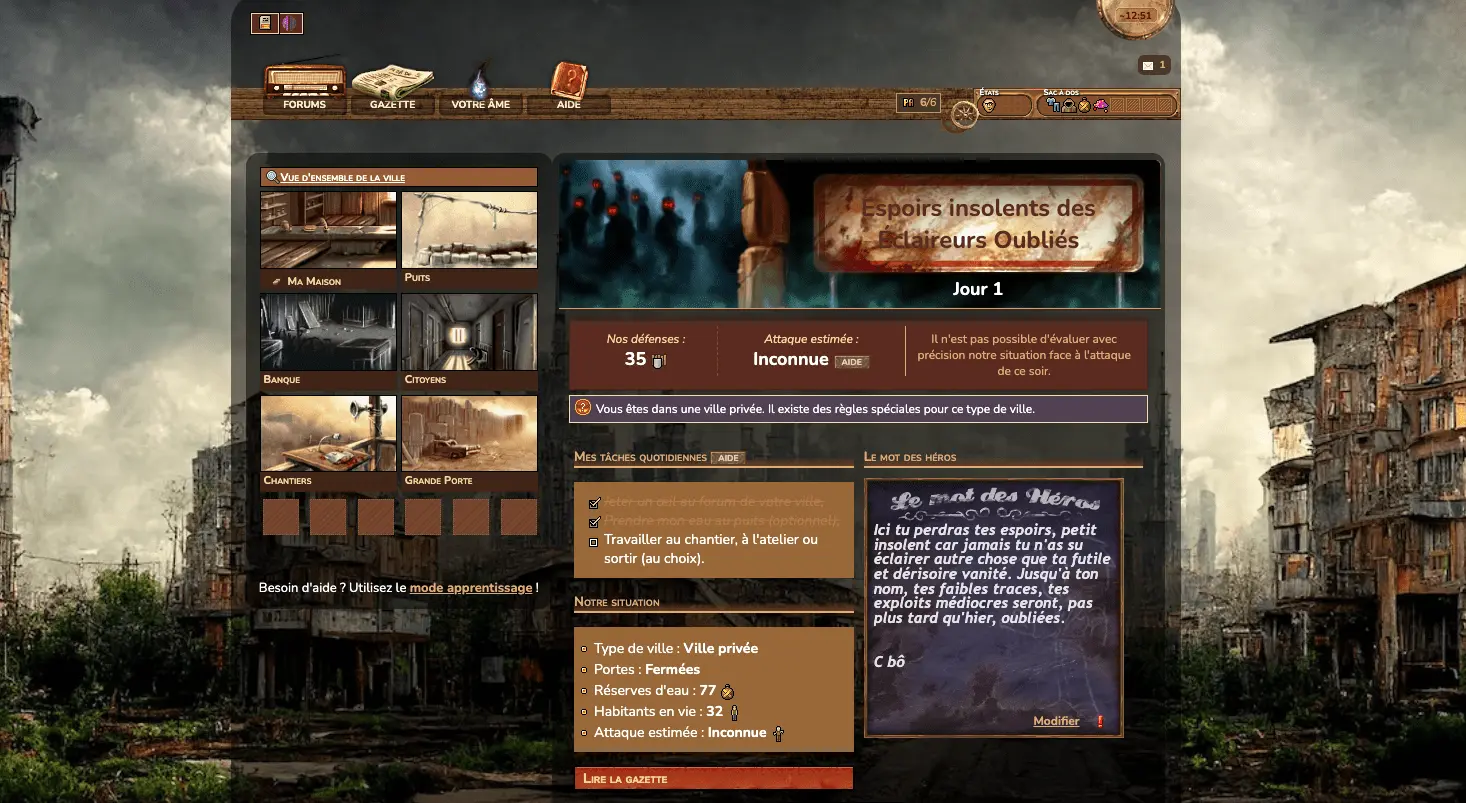 ~12:51
1
FORUMS
GAZETTE
VOTRE ÂME
AIDE
PA 6/6
États
Sac à dos
Vue d'ensemble de la ville
Ma Maison
Puits
Banque
Citoyens
Chantiers
Grande Porte
Besoin d'aide ? Utilisez le mode apprentissage !
Espoirs insolents des
Eclaireurs Oubliés
Jour 1
Nos défenses :
35
Attaque estimée :
Inconnue AIDE
Il n'est pas possible d'évaluer avec
précision notre situation face à l'attaque
de ce soir.
Vous êtes dans une ville privée. Il existe des règles spéciales pour ce type de ville.
Mes tâches quotidiennes AIDE
Jeter un œil au forum de votre ville,
Prendre mon eau au puits (optionnel),
Travailler au chantier, à l'atelier ou
sortir (au choix).
Notre situation
Type de ville : Ville privée
Portes : Fermées
Réserves d'eau : 77
Habitants en vie : 32
Attaque estimée : Inconnue
Lire la gazette
Le mot des héros
Le mot des Héros
Ici tu perdras tes espoirs, petit
insolent car jamais tu n'as su
éclairer autre chose que ta futile
et dérisoire vanité. Jusqu'à ton
nom, tes faibles traces, tes
exploits médiocres seront, pas
plus tard qu'hier, oubliées.
C bô
Modifier